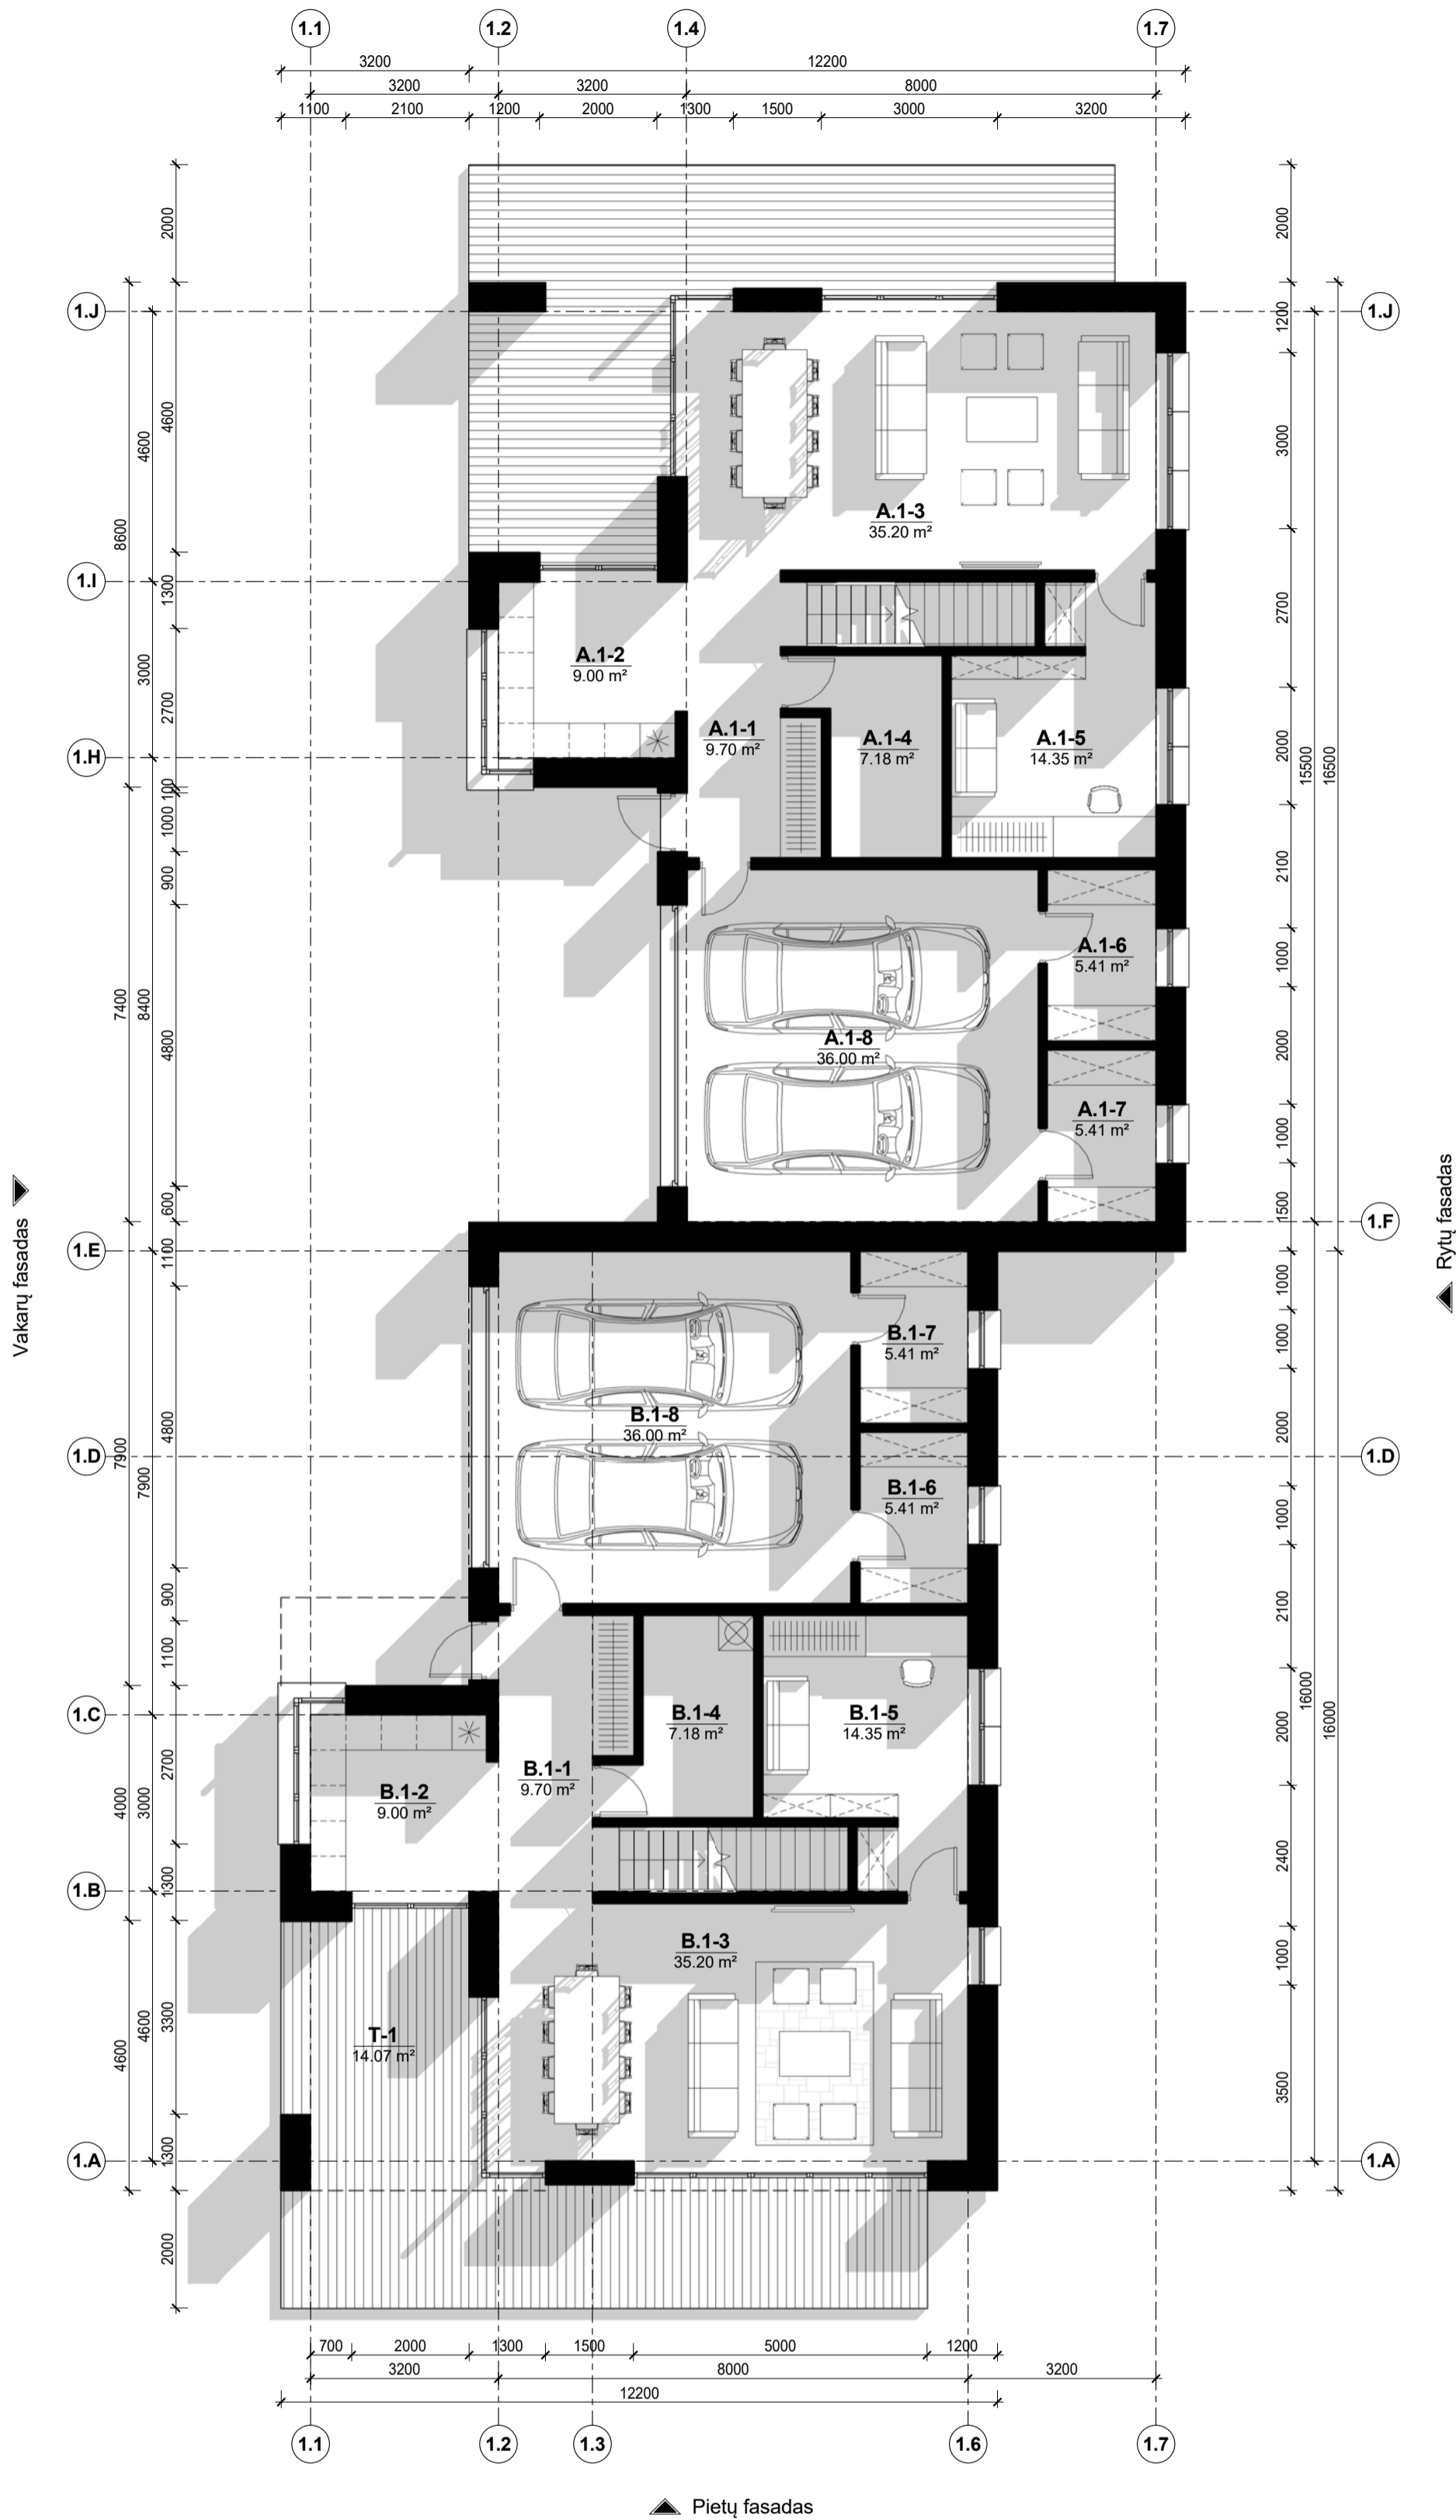 1.1
1.2
1.4
1.7
3200
12200
3200
3200
8000
1100
2100
1200
2000
1300
1500
3000
3200
2000
2000
1.J
1.J
1200
4600
4600
3000
8600
A.1-3
35.20 m²
1.I
1300
2700
3000
2700
A.1-2
9.00 m²
A.1-1
9.70 m²
A.1-4
7.18 m²
A.1-5
14.35 m²
2000
15500
16500
1.H
100
1000
900
2100
7400
8400
4800
A.1-6
5.41 m²
1000
A.1-8
36.00 m²
2000
A.1-7
5.41 m²
1000
1500
600
1.F
1.E
1100
1000
Vakarų fasadas
Rytų fasadas
B.1-7
5.41 m²
1000
B.1-8
36.00 m²
4800
2000
1.D
7900
7900
1.D
B.1-6
5.41 m²
1000
900
2100
1100
1.C
B.1-4
7.18 m²
B.1-5
14.35 m²
2000
16000
16000
2700
4000
3000
B.1-1
9.70 m²
B.1-2
9.00 m²
2400
1.B
1300
B.1-3
35.20 m²
1000
T-1
14.07 m²
3300
4600
4600
3500
1300
1.A
1.A
2000
700
2000
1300
1500
5000
1200
3200
8000
3200
12200
1.1
1.2
1.3
1.6
1.7
Pietų fasadas